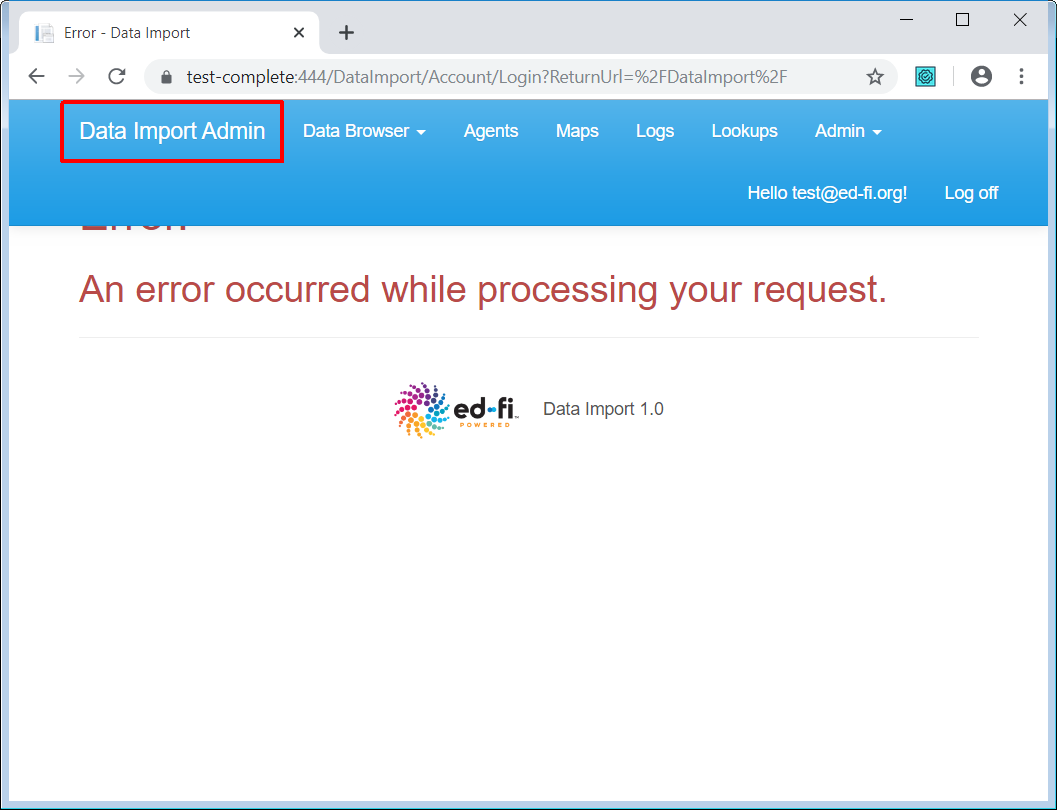 Error - Data Import
test-complete:444/DataImport/Account/Login?ReturnUrl=%2FDataImport%2F
Data Import Admin Data Browser Agents Maps Logs Lookups Admin
Hello test@ed-fi.org! Log off
Error.
An error occurred while processing your request.
ed-fi TM Data Import 1.0
POWERED